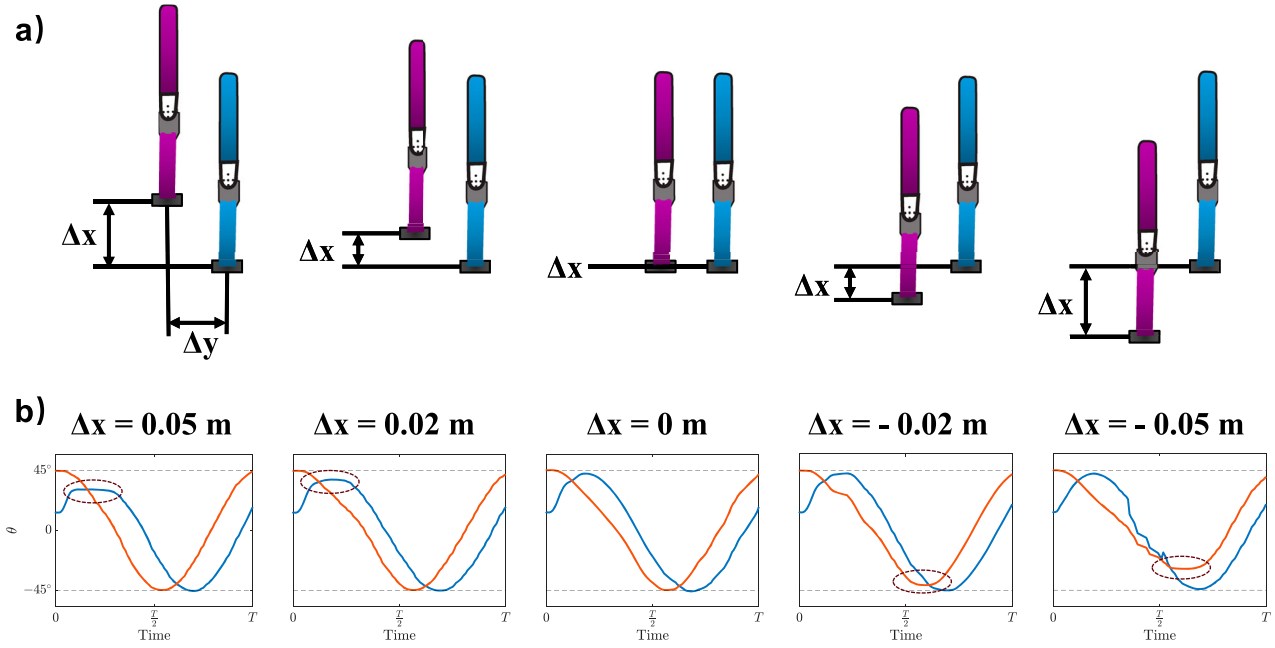 a)
Δx
Δy
Δx
Δx
Δx
Δx
b)
Δx = 0.05 m
Δx = 0.02 m
Δx = 0 m
Δx = - 0.02 m
Δx = - 0.05 m
45°
0
-45°
θ
0
T/2
T
Time
0
T/2
T
Time
0
T/2
T
Time
0
T/2
T
Time
0
T/2
T
Time